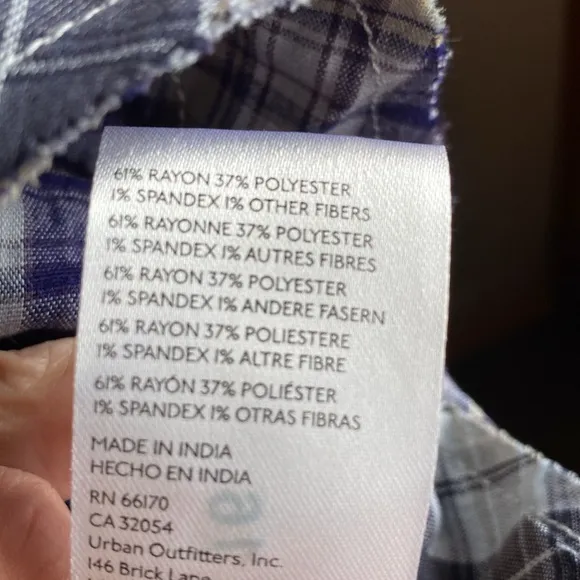 61% RAYON 37% POLYESTER
1% SPANDEX 1% OTHER FIBERS
61% RAYONNE 37% POLYESTER
1% SPANDEX 1% AUTRES FIBRES
61% RAYON 37% POLYESTER
1% SPANDEX 1% ANDERE FASERN
61% RAYON 37% POLIESTERE
1% SPANDEX 1% ALTRE FIBRE
61% RAYÓN 37% POLIÉSTER
1% SPANDEX 1% OTRAS FIBRAS
MADE IN INDIA
HECHO EN INDIA
RN 66170
CA 32054
Urban Outfitters, Inc.
146 Brick Lane